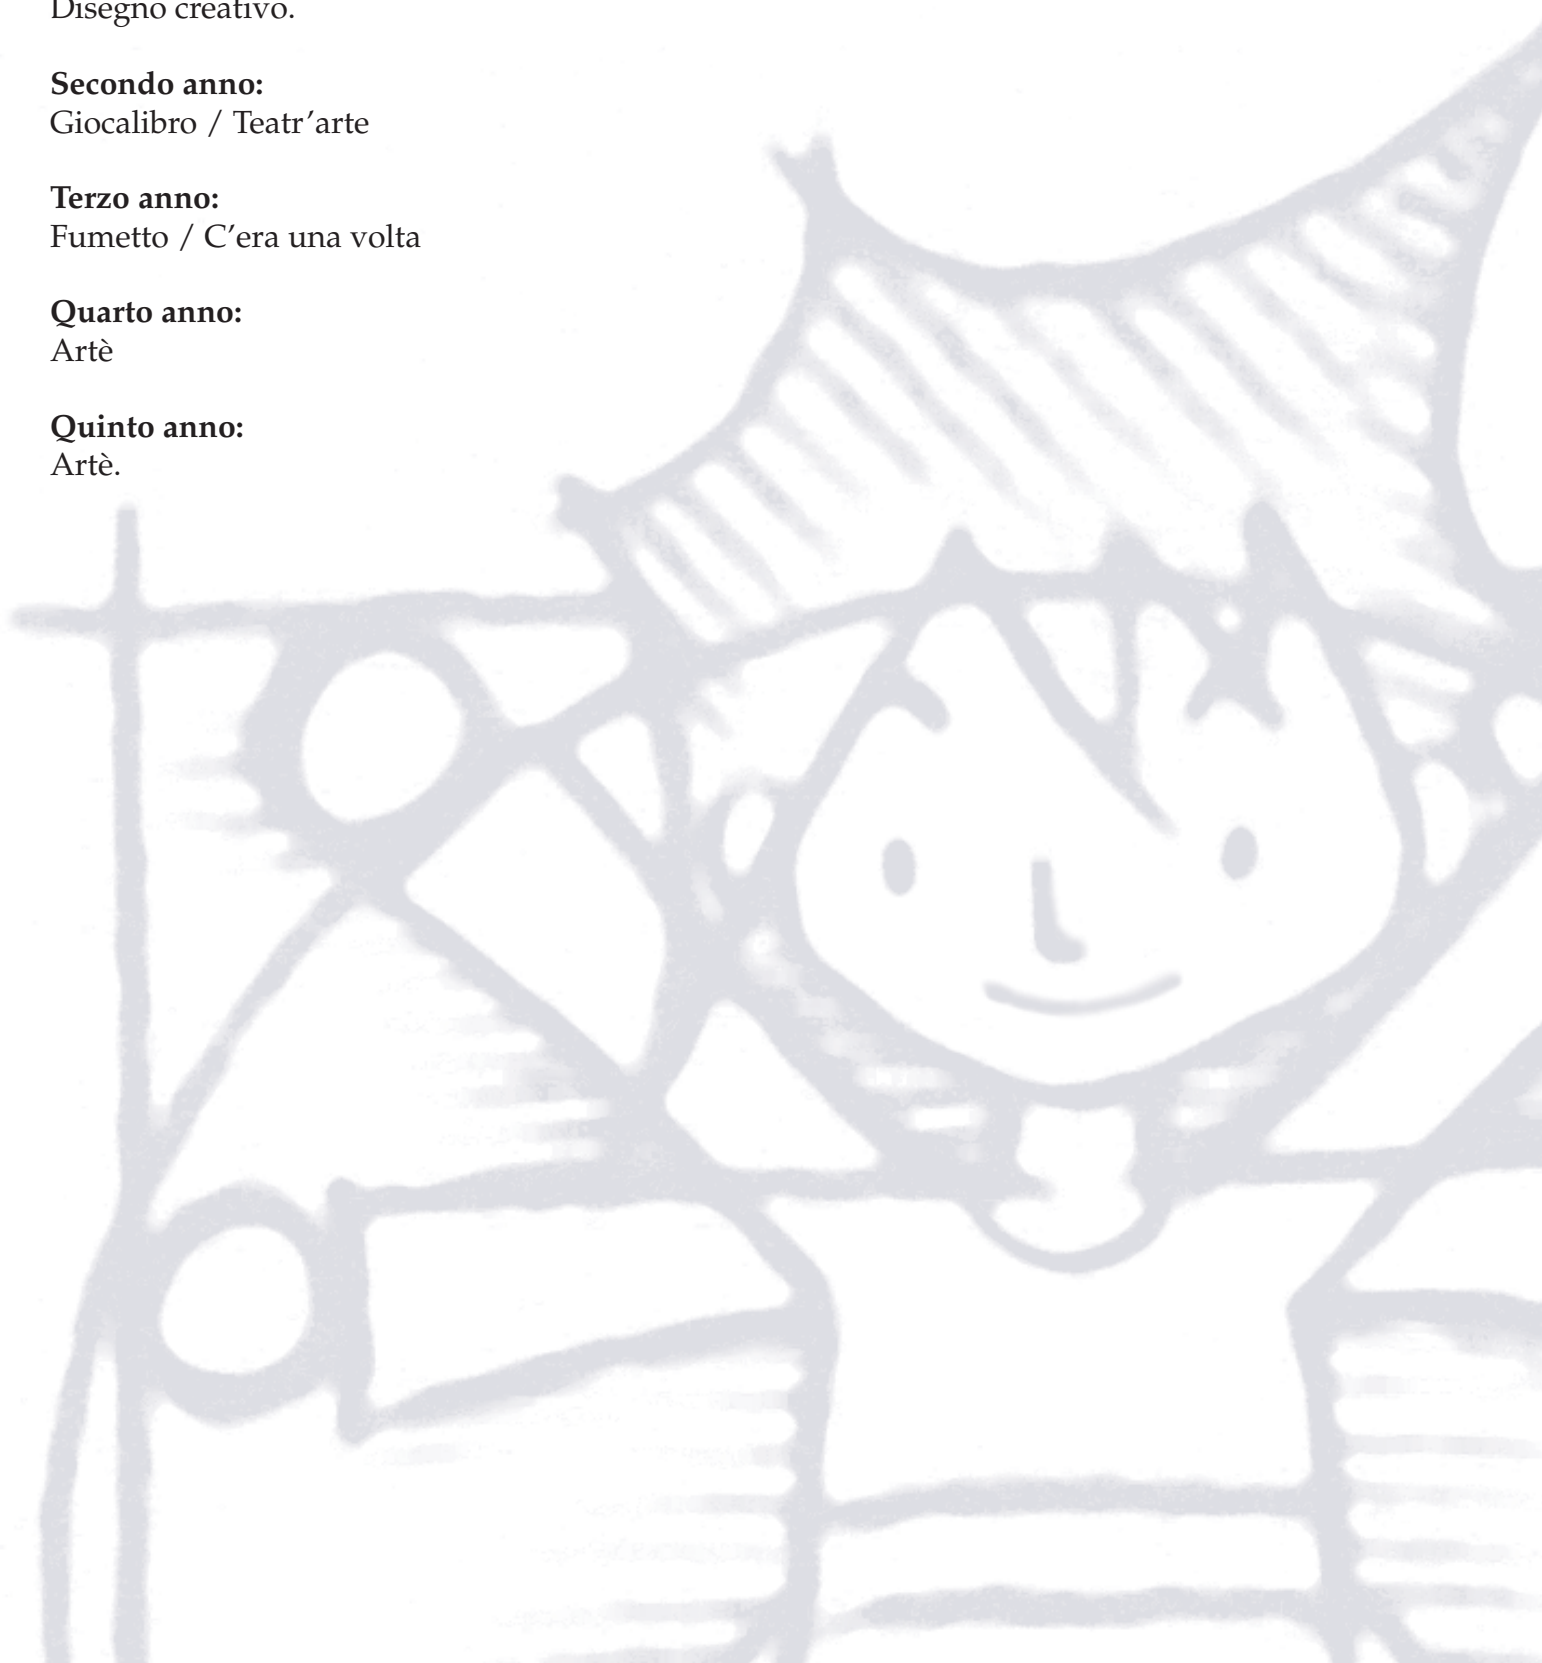 Disegno creativo.
Secondo anno:
Giocalibro / Teatr’arte
Terzo anno:
Fumetto / C’era una volta
Quarto anno:
Artè
Quinto anno:
Artè.